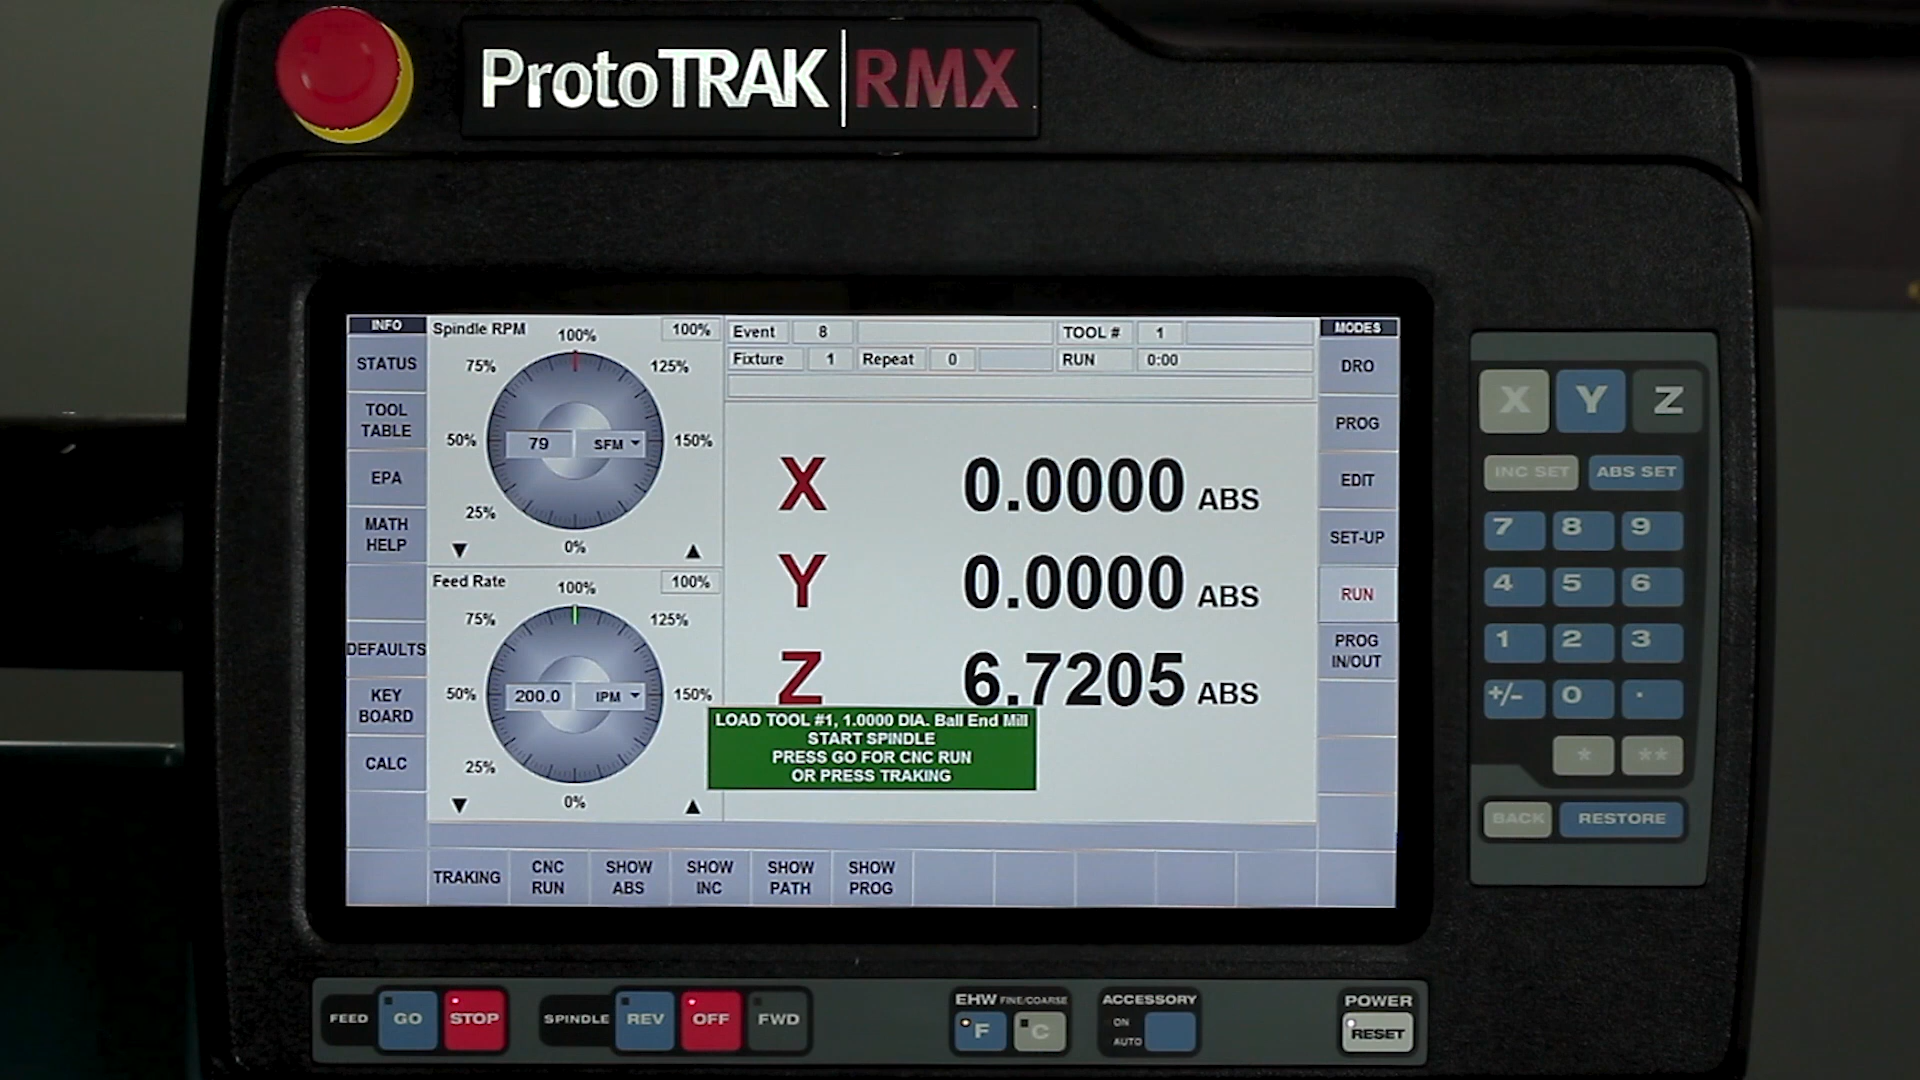 ProtoTRAK RMX
INFO
STATUS
TOOL
TABLE
EPA
MATH
HELP
DEFAULTS
KEY
BOARD
CALC
Spindle RPM 100% 100%
75% 125%
50% 79 SFM 150%
25%
0%
Feed Rate 100% 100%
75% 125%
50% 200.0 IPM 150%
25%
0%
Event 8 TOOL # 1
Fixture 1 Repeat 0 RUN 0:00
X 0.0000 ABS
Y 0.0000 ABS
Z 6.7205 ABS
LOAD TOOL #1, 1.0000 DIA. Ball End Mill
START SPINDLE
PRESS GO FOR CNC RUN
OR PRESS TRAKING
MODES
DRO
PROG
EDIT
SET-UP
RUN
PROG
IN/OUT
TRAKING
CNC
RUN
SHOW
ABS
SHOW
INC
SHOW
PATH
SHOW
PROG
X Y Z
INC SET ABS SET
7 8 9
4 5 6
1 2 3
+/- 0 .
* **
BACK RESTORE
FEED GO STOP
SPINDLE REV OFF FWD
EHW FINE/COARSE
F C
ACCESSORY
ON
AUTO
POWER
RESET